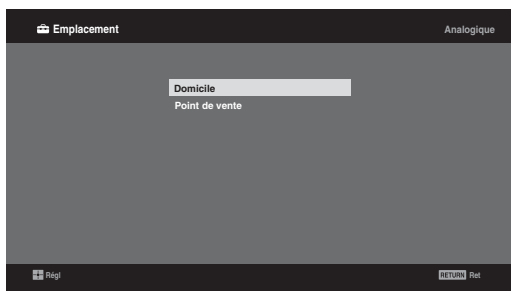 Emplacement
Analogique
Domicile
Point de vente
Régl
RETURN Ret